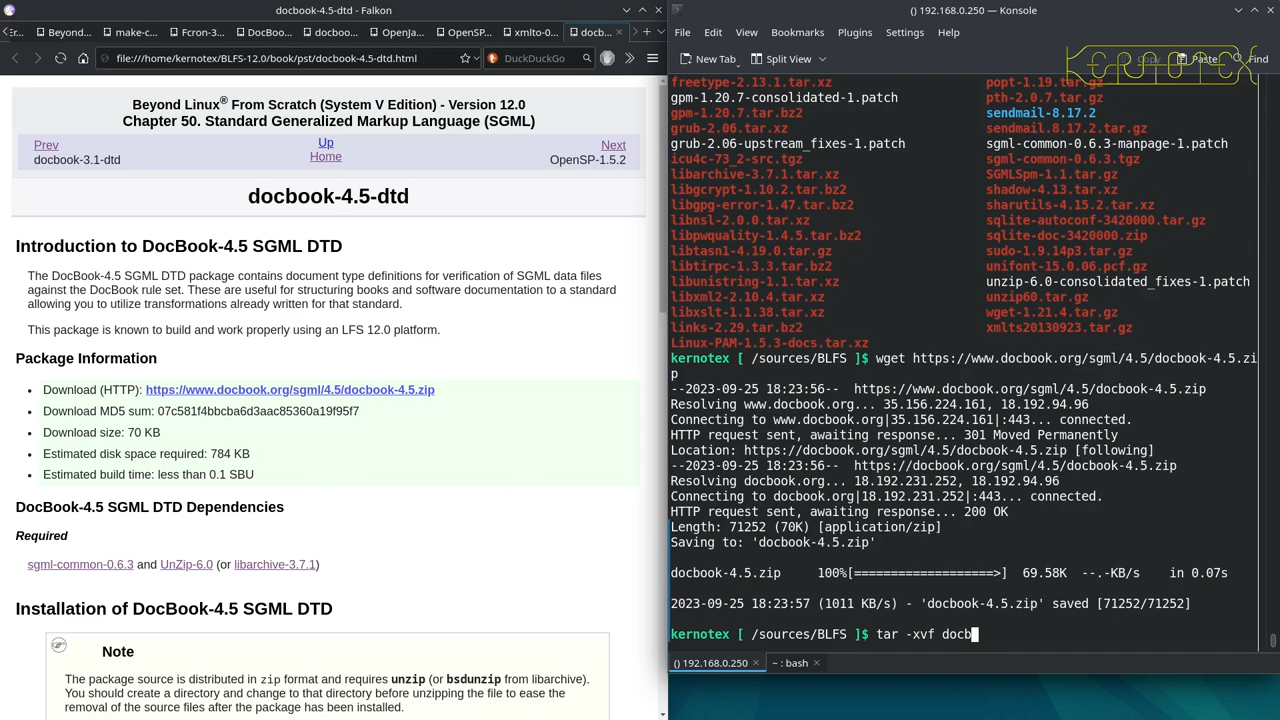 docbook-4.5-dtd - Falkon
Beyond...
make-c...
Fcron-3...
DocBoo...
docboo...
OpenJa...
OpenSP...
xmlto-0...
docb...
file:///home/kernotex/BLFS-12.0/book/pst/docbook-4.5-dtd.html
DuckDuckGo
Beyond Linux® From Scratch (System V Edition) - Version 12.0
Chapter 50. Standard Generalized Markup Language (SGML)
Prev
Up
Next
docbook-3.1-dtd
Home
OpenSP-1.5.2
docbook-4.5-dtd
Introduction to DocBook-4.5 SGML DTD
The DocBook-4.5 SGML DTD package contains document type definitions for verification of SGML data files
against the DocBook rule set. These are useful for structuring books and software documentation to a standard
allowing you to utilize transformations already written for that standard.
This package is known to build and work properly using an LFS 12.0 platform.
Package Information
• Download (HTTP): https://www.docbook.org/sgml/4.5/docbook-4.5.zip
• Download MD5 sum: 07c581f4bbcba6d3aac85360a19f95f7
• Download size: 70 KB
• Estimated disk space required: 784 KB
• Estimated build time: less than 0.1 SBU
DocBook-4.5 SGML DTD Dependencies
Required
sgml-common-0.6.3 and UnZip-6.0 (or libarchive-3.7.1)
Installation of DocBook-4.5 SGML DTD
Note
The package source is distributed in zip format and requires unzip (or bsdunzip from libarchive).
You should create a directory and change to that directory before unzipping the file to ease the
removal of the source files after the package has been installed.
() 192.168.0.250 — Konsole
File Edit View Bookmarks Plugins Settings Help
New Tab Split View Copy Paste Find
KERNOTEX
freetype-2.13.1.tar.xz popt-1.19.tar.gz
gpm-1.20.7-consolidated-1.patch pth-2.0.7.tar.gz
gpm-1.20.7.tar.bz2 sendmail-8.17.2
grub-2.06.tar.xz sendmail.8.17.2.tar.gz
grub-2.06-upstream_fixes-1.patch sgml-common-0.6.3-manpage-1.patch
icu4c-73_2-src.tgz sgml-common-0.6.3.tgz
libarchive-3.7.1.tar.xz SGMLSpm-1.1.tar.gz
libgcrypt-1.10.2.tar.bz2 shadow-4.13.tar.xz
libgpg-error-1.47.tar.bz2 sharutils-4.15.2.tar.xz
libnsl-2.0.0.tar.xz sqlite-autoconf-3420000.tar.gz
libpwquality-1.4.5.tar.bz2 sqlite-doc-3420000.zip
libtasn1-4.19.0.tar.gz sudo-1.9.14p3.tar.gz
libtirpc-1.3.3.tar.bz2 unifont-15.0.06.pcf.gz
libunistring-1.1.tar.xz unzip-6.0-consolidated_fixes-1.patch
libxml2-2.10.4.tar.xz unzip60.tar.gz
libxslt-1.1.38.tar.xz wget-1.21.4.tar.gz
links-2.29.tar.bz2 xmlts20130923.tar.gz
Linux-PAM-1.5.3-docs.tar.xz
kernotex [ /sources/BLFS ]$ wget https://www.docbook.org/sgml/4.5/docbook-4.5.zi
p
--2023-09-25 18:23:56-- https://www.docbook.org/sgml/4.5/docbook-4.5.zip
Resolving www.docbook.org... 35.156.224.161, 18.192.94.96
Connecting to www.docbook.org|35.156.224.161|:443... connected.
HTTP request sent, awaiting response... 301 Moved Permanently
Location: https://docbook.org/sgml/4.5/docbook-4.5.zip [following]
--2023-09-25 18:23:56-- https://docbook.org/sgml/4.5/docbook-4.5.zip
Resolving docbook.org... 18.192.231.252, 18.192.94.96
Connecting to docbook.org|18.192.231.252|:443... connected.
HTTP request sent, awaiting response... 200 OK
Length: 71252 (70K) [application/zip]
Saving to: 'docbook-4.5.zip'
docbook-4.5.zip 100%[===================>] 69.58K --.-KB/s in 0.07s
2023-09-25 18:23:57 (1011 KB/s) - 'docbook-4.5.zip' saved [71252/71252]
kernotex [ /sources/BLFS ]$ tar -xvf docb
() 192.168.0.250
~ : bash